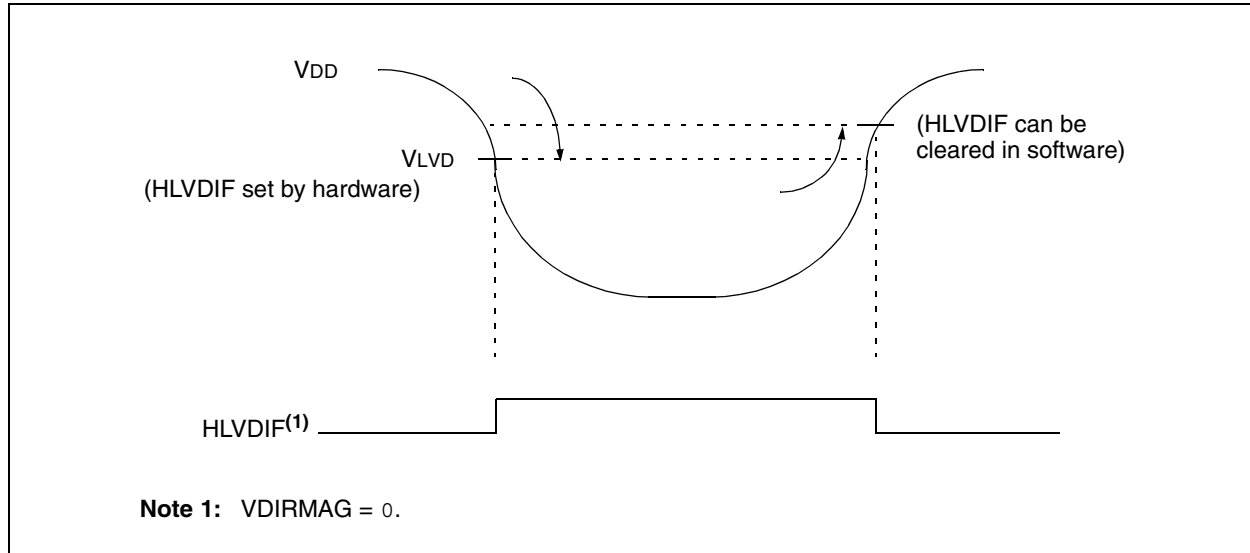 VDD
(HLVDIF can be
cleared in software)
VLVD
(HLVDIF set by hardware)
HLVDIF(1)
Note 1: VDIRMAG = 0.